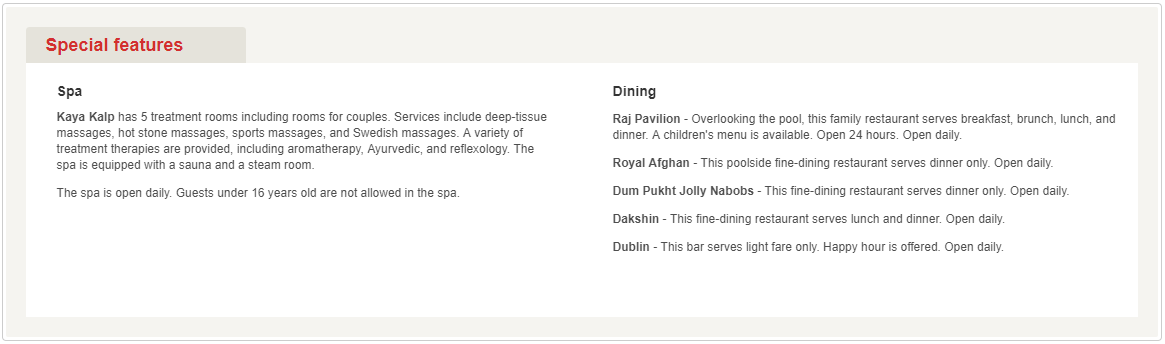 Special features
Spa
Kaya Kalp has 5 treatment rooms including rooms for couples. Services include deep-tissue
massages, hot stone massages, sports massages, and Swedish massages. A variety of
treatment therapies are provided, including aromatherapy, Ayurvedic, and reflexology. The
spa is equipped with a sauna and a steam room.
The spa is open daily. Guests under 16 years old are not allowed in the spa.
Dining
Raj Pavilion - Overlooking the pool, this family restaurant serves breakfast, brunch, lunch, and
dinner. A children's menu is available. Open 24 hours. Open daily.
Royal Afghan - This poolside fine-dining restaurant serves dinner only. Open daily.
Dum Pukht Jolly Nabobs - This fine-dining restaurant serves dinner only. Open daily.
Dakshin - This fine-dining restaurant serves lunch and dinner. Open daily.
Dublin - This bar serves light fare only. Happy hour is offered. Open daily.